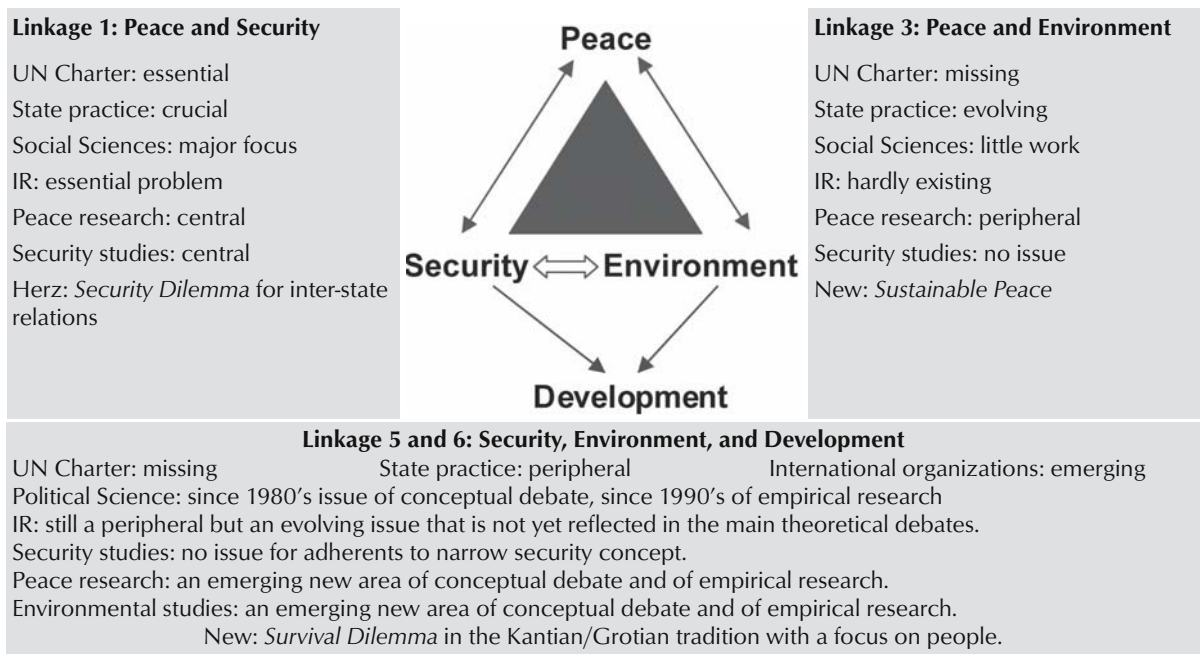 Linkage 1: Peace and Security
UN Charter: essential
State practice: crucial
Social Sciences: major focus
IR: essential problem
Peace research: central
Security studies: central
Herz: Security Dilemma for inter-state
relations
Peace
Security
Environment
Development
Linkage 3: Peace and Environment
UN Charter: missing
State practice: evolving
Social Sciences: little work
IR: hardly existing
Peace research: peripheral
Security studies: no issue
New: Sustainable Peace
Linkage 5 and 6: Security, Environment, and Development
UN Charter: missing State practice: peripheral International organizations: emerging
Political Science: since 1980's issue of conceptual debate, since 1990's of empirical research
IR: still a peripheral but an evolving issue that is not yet reflected in the main theoretical debates.
Security studies: no issue for adherents to narrow security concept.
Peace research: an emerging new area of conceptual debate and of empirical research.
Environmental studies: an emerging new area of conceptual debate and of empirical research.
New: Survival Dilemma in the Kantian/Grotian tradition with a focus on people.